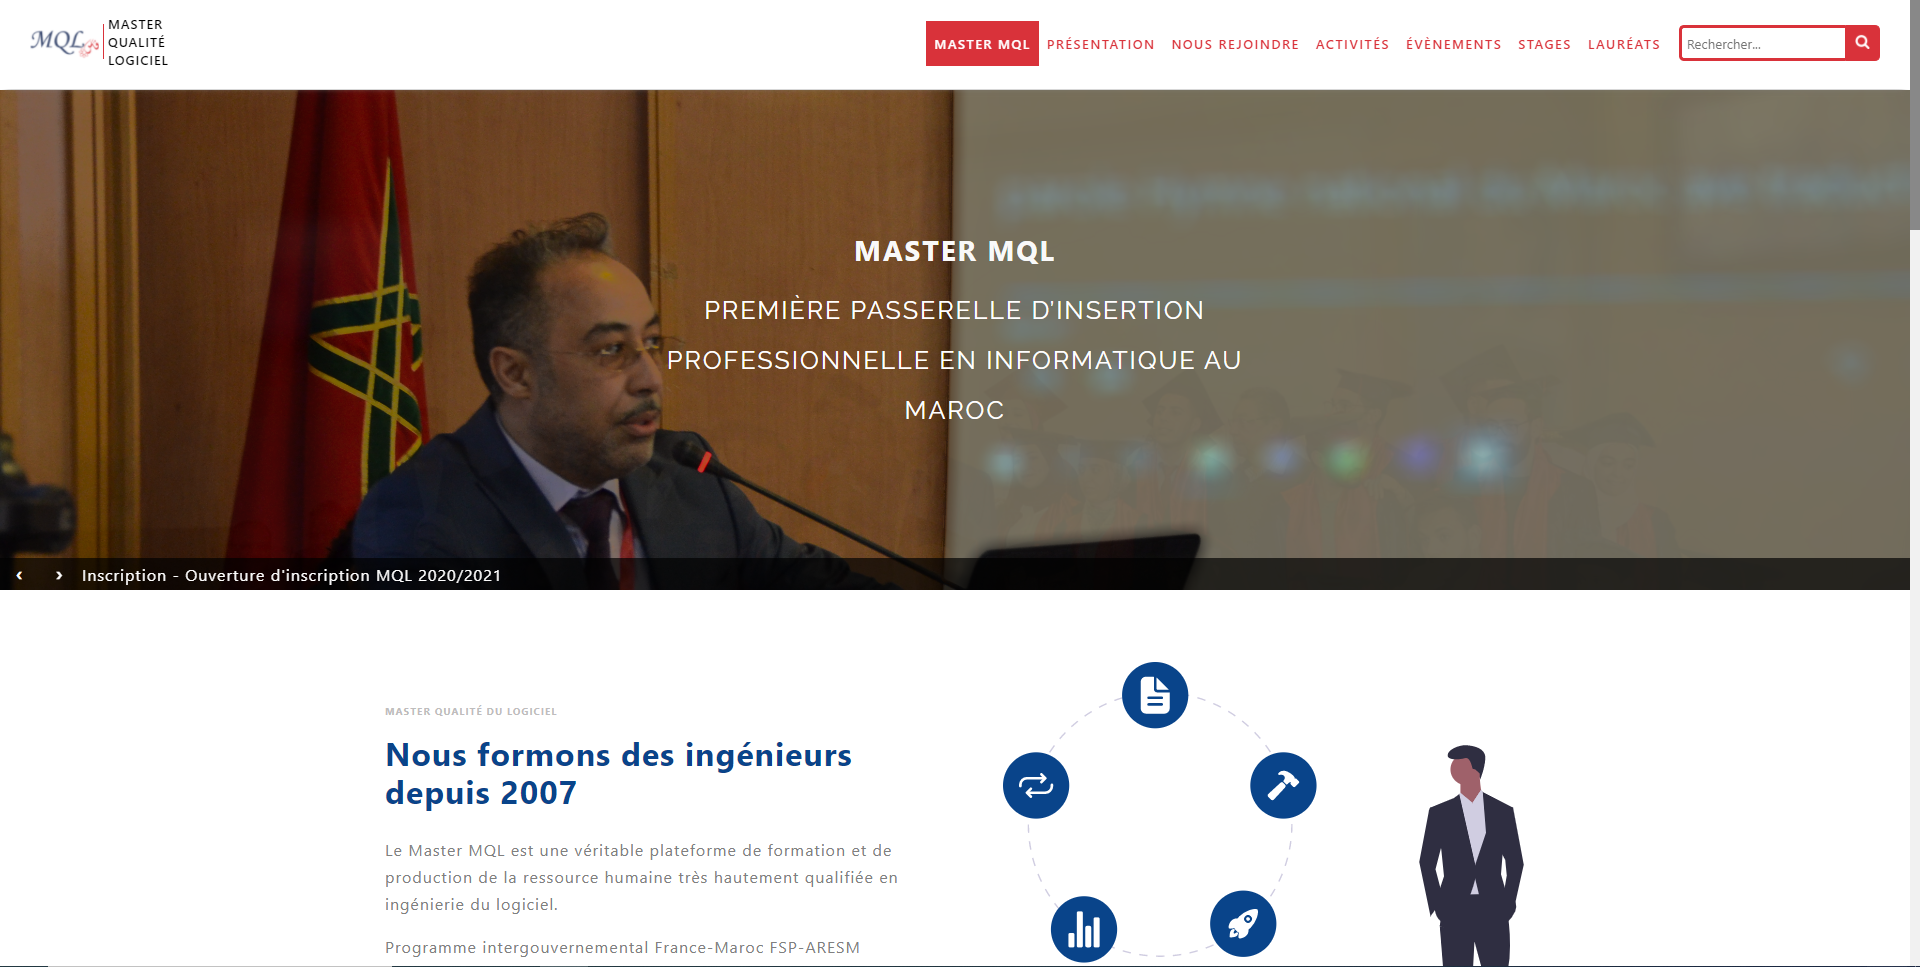 MQL
MASTER
QUALITÉ
LOGICIEL
MASTER MQL
PRÉSENTATION
NOUS REJOINDRE
ACTIVITÉS
ÉVÈNEMENTS
STAGES
LAURÉATS
Rechercher...
MASTER MQL
PREMIÈRE PASSERELLE D'INSERTION
PROFESSIONNELLE EN INFORMATIQUE AU
MAROC
‹ › Inscription - Ouverture d'inscription MQL 2020/2021
MASTER QUALITÉ DU LOGICIEL
Nous formons des ingénieurs
depuis 2007
Le Master MQL est une véritable plateforme de formation et de
production de la ressource humaine très hautement qualifiée en
ingénierie du logiciel.
Programme intergouvernemental France-Maroc FSP-ARESM